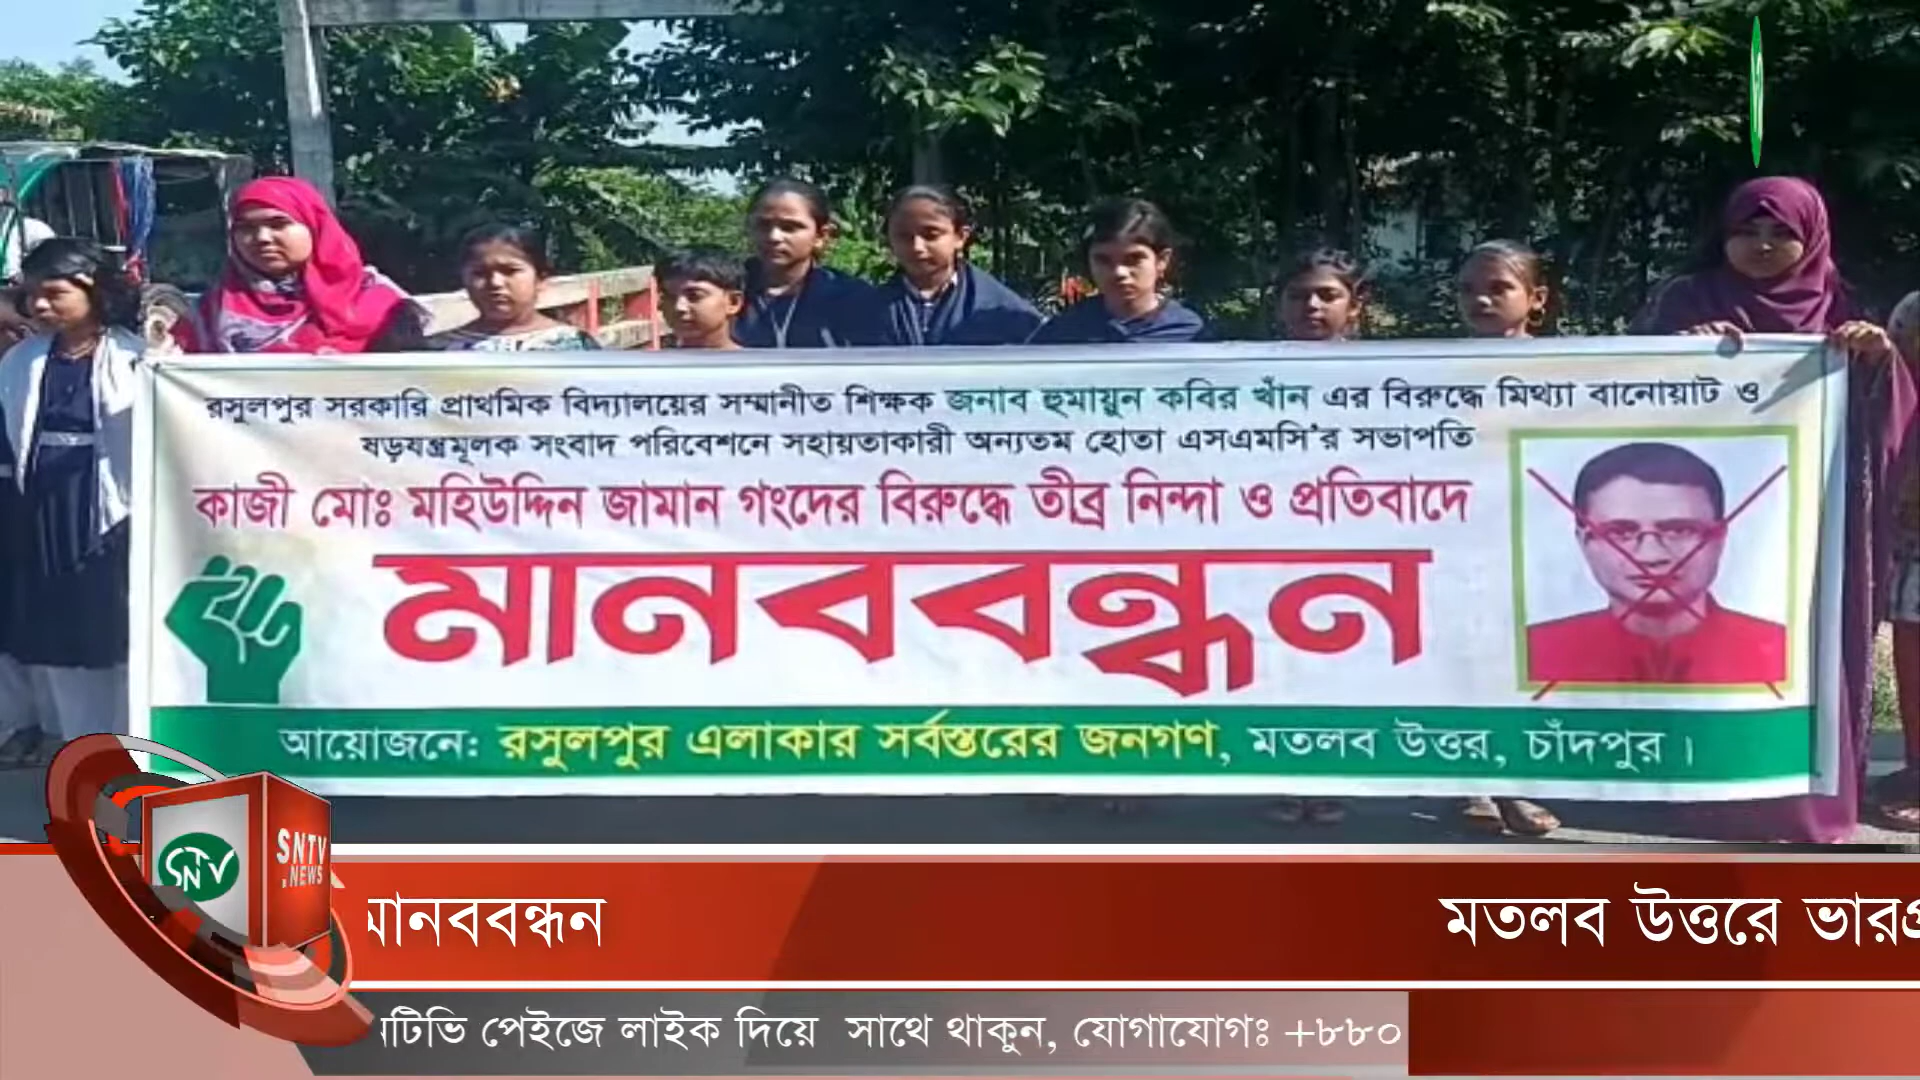 রসুলপুর সরকারি প্রাথমিক বিদ্যালয়ের সম্মানীত শিক্ষক জনাব হুমায়ুন কবির খাঁন এর বিরুদ্ধে মিথ্যা বানোয়াট ও
ষড়যন্ত্রমূলক সংবাদ পরিবেশনে সহায়তাকারী অন্যতম হোতা এসএমসি'র সভাপতি
কাজী মোঃ মহিউদ্দিন জামান গংদের বিরুদ্ধে তীব্র নিন্দা ও প্রতিবাদে
মানববন্ধন
আয়োজনে: রসুলপুর এলাকার সর্বস্তরের জনগণ, মতলব উত্তর, চাঁদপুর।
SNTV
SNTV
.NEWS
মানববন্ধন মতলব উত্তরে
পেইজে লাইক দিয়ে সাথে থাকুন, যোগাযোগঃ +৮৮০